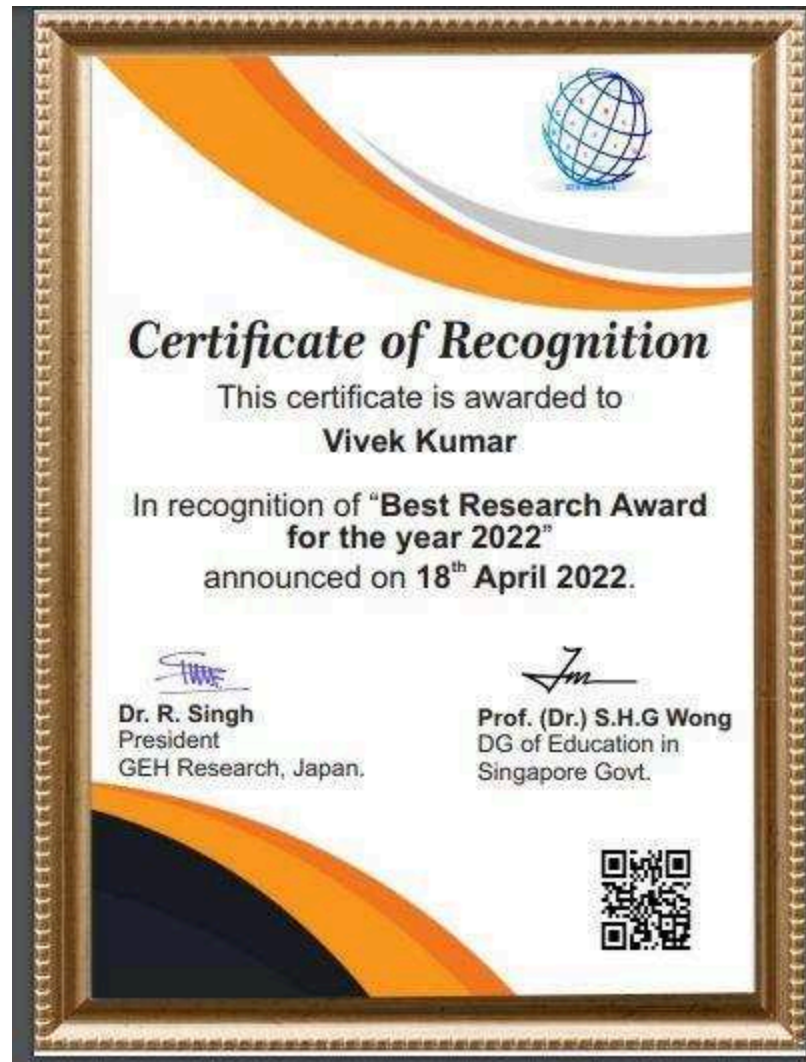 Certificate of Recognition
This certificate is awarded to
Vivek Kumar
In recognition of “Best Research Award
for the year 2022”
announced on 18th April 2022.
Dr. R. Singh
President
GEH Research, Japan.
Prof. (Dr.) S.H.G Wong
DG of Education in
Singapore Govt.